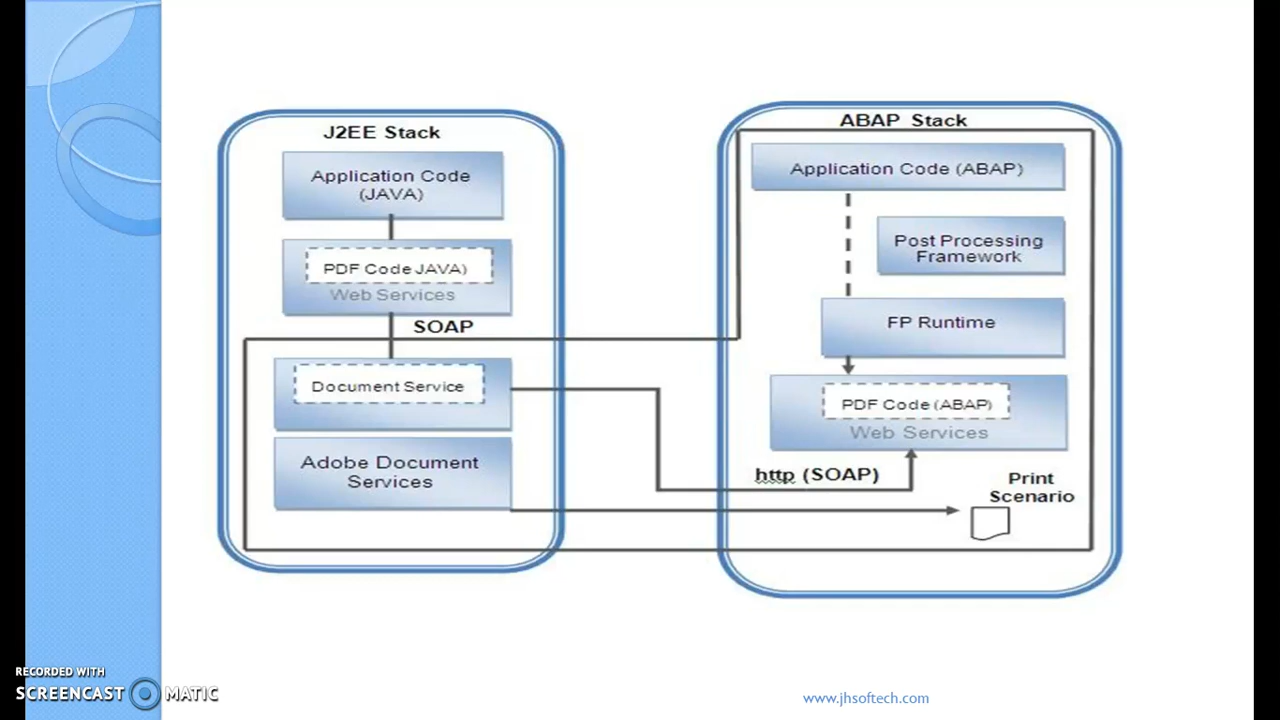 J2EE Stack
Application Code
(JAVA)
PDF Code JAVA)
Web Services
SOAP
Document Service
Adobe Document
Services
ABAP Stack
Application Code (ABAP)
Post Processing
Framework
FP Runtime
PDF Code (ABAP)
Web Services
http (SOAP)
Print
Scenario
RECORDED WITH
SCREENCAST MATIC
www.jhsoftech.com